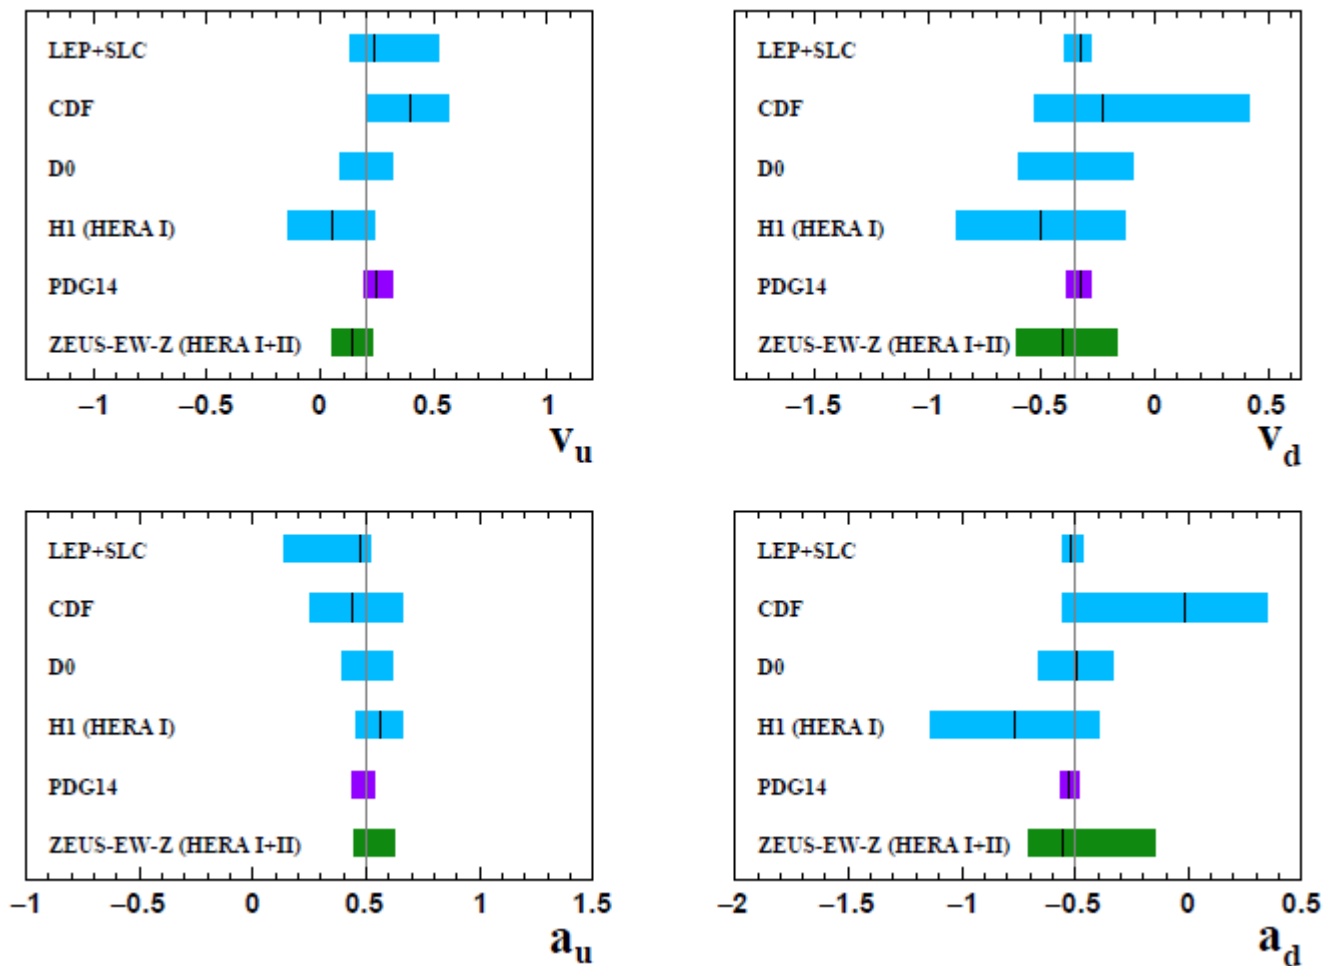 LEP+SLC
CDF
D0
H1 (HERA I)
PDG14
ZEUS-EW-Z (HERA I+II)
−1 −0.5 0 0.5 1
v_u
LEP+SLC
CDF
D0
H1 (HERA I)
PDG14
ZEUS-EW-Z (HERA I+II)
−1.5 −1 −0.5 0 0.5
v_d
LEP+SLC
CDF
D0
H1 (HERA I)
PDG14
ZEUS-EW-Z (HERA I+II)
−1 −0.5 0 0.5 1 1.5
a_u
LEP+SLC
CDF
D0
H1 (HERA I)
PDG14
ZEUS-EW-Z (HERA I+II)
−2 −1.5 −1 −0.5 0 0.5
a_d